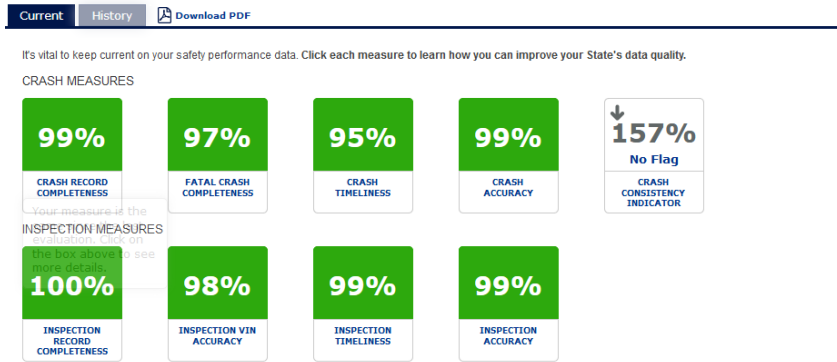 Current History Download PDF
It's vital to keep current on your safety performance data. Click each measure to learn how you can improve your State's data quality.
CRASH MEASURES
99% 97% 95% 99% 157%
No Flag
CRASH RECORD COMPLETENESS
FATAL CRASH COMPLETENESS
CRASH TIMELINESS
CRASH ACCURACY
CRASH CONSISTENCY INDICATOR
Your measure is the
INSPECTION MEASURES
evaluation. Click on
the box above to see
more details.
100% 98% 99% 99%
INSPECTION RECORD COMPLETENESS
INSPECTION VIN ACCURACY
INSPECTION TIMELINESS
INSPECTION ACCURACY